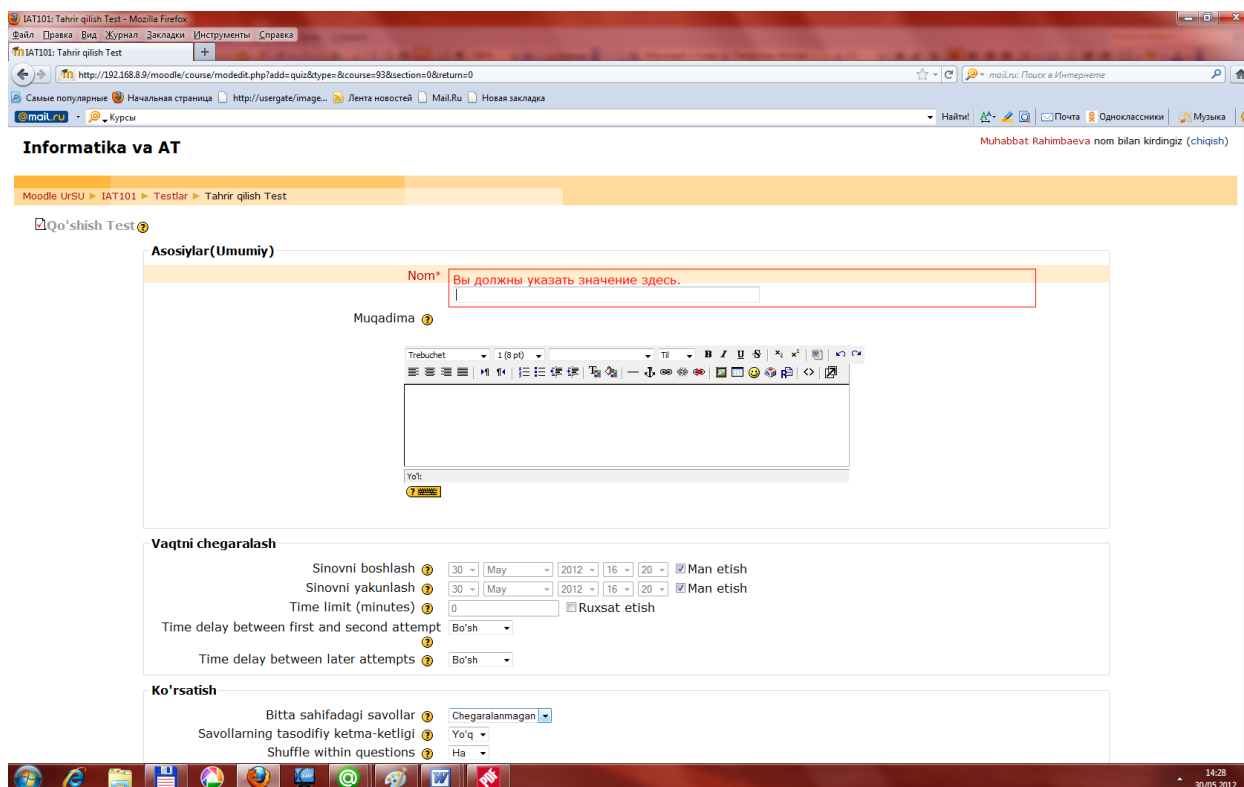 IAT101: Tahrir qilish Test - Mozilla Firefox
Файл Правка Вид Журнал Закладки Инструменты Справка
IAT101: Tahrir qilish Test +
http://192.168.8.9/moodle/course/modedit.php?add=quiz&type=&course=93&section=0&return=0 mail.ru: Поиск в Интернете
Самые популярные Начальная страница http://usergate/image... Лента новостей Mail.Ru Новая закладка
@mail.ru Курсы Найти! Почта Одноклассники Музыка
Informatika va AT
Muhabbat Rahimbaeva nom bilan kirdingiz (chiqish)
Moodle UrSU ► IAT101 ► Testlar ► Tahrir qilish Test
Qo'shish Test
Asosiylar(Umumiy)
Nom* Вы должны указать значение здесь.
Muqadima
Trebuchet 1 (8 pt) Til B I U S
Yo'l:
Vaqtni chegaralash
Sinovni boshlash 30 May 2012 16 20 Man etish
Sinovni yakunlash 30 May 2012 16 20 Man etish
Time limit (minutes) 0 Ruxsat etish
Time delay between first and second attempt Bo'sh
Time delay between later attempts Bo'sh
Ko'rsatish
Bitta sahifadagi savollar Chegaralanmagan
Savollarning tasodifiy ketma-ketligi Yo'q
Shuffle within questions Ha
14:28
30.05.2012